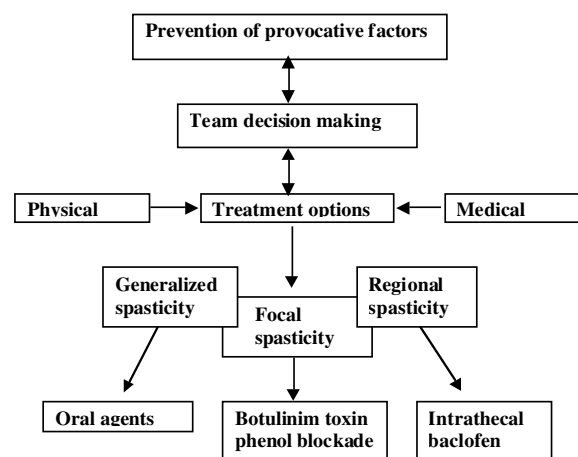 Prevention of provocative factors
Team decision making
Physical
Treatment options
Medical
Generalized
spasticity
Focal
spasticity
Regional
spasticity
Oral agents
Botulinim toxin
phenol blockade
Intrathecal
baclofen